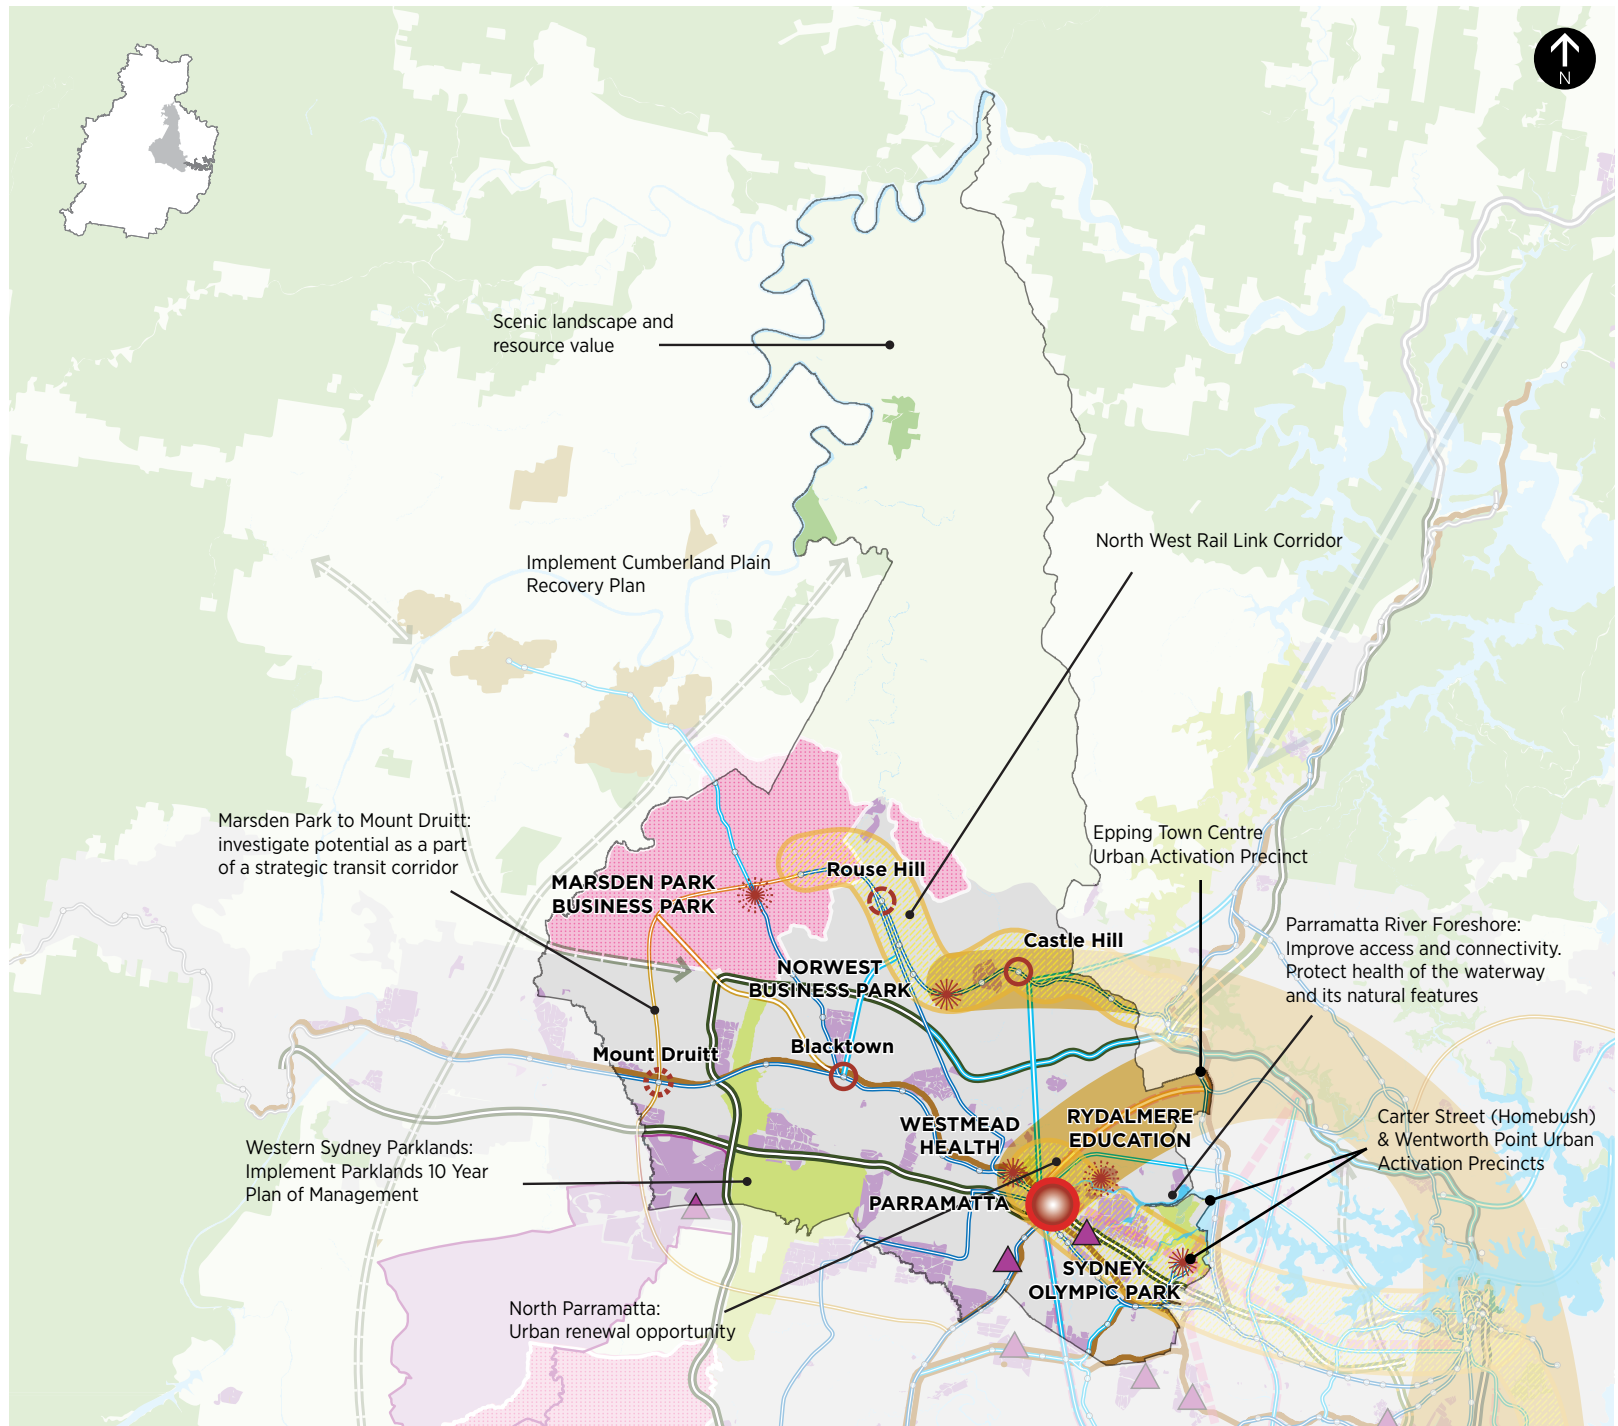 N
Scenic landscape and
resource value
North West Rail Link Corridor
Implement Cumberland Plain
Recovery Plan
Marsden Park to Mount Druitt:
investigate potential as a part
of a strategic transit corridor
Epping Town Centre
Urban Activation Precinct
Rouse Hill
MARSDEN PARK
BUSINESS PARK
Parramatta River Foreshore:
Improve access and connectivity.
Protect health of the waterway
and its natural features
Castle Hill
NORWEST
BUSINESS PARK
Mount Druitt
Blacktown
WESTMEAD
HEALTH
RYDALMERE
EDUCATION
Carter Street (Homebush)
& Wentworth Point Urban
Activation Precincts
Western Sydney Parklands:
Implement Parklands 10 Year
Plan of Management
PARRAMATTA
SYDNEY
OLYMPIC PARK
North Parramatta:
Urban renewal opportunity